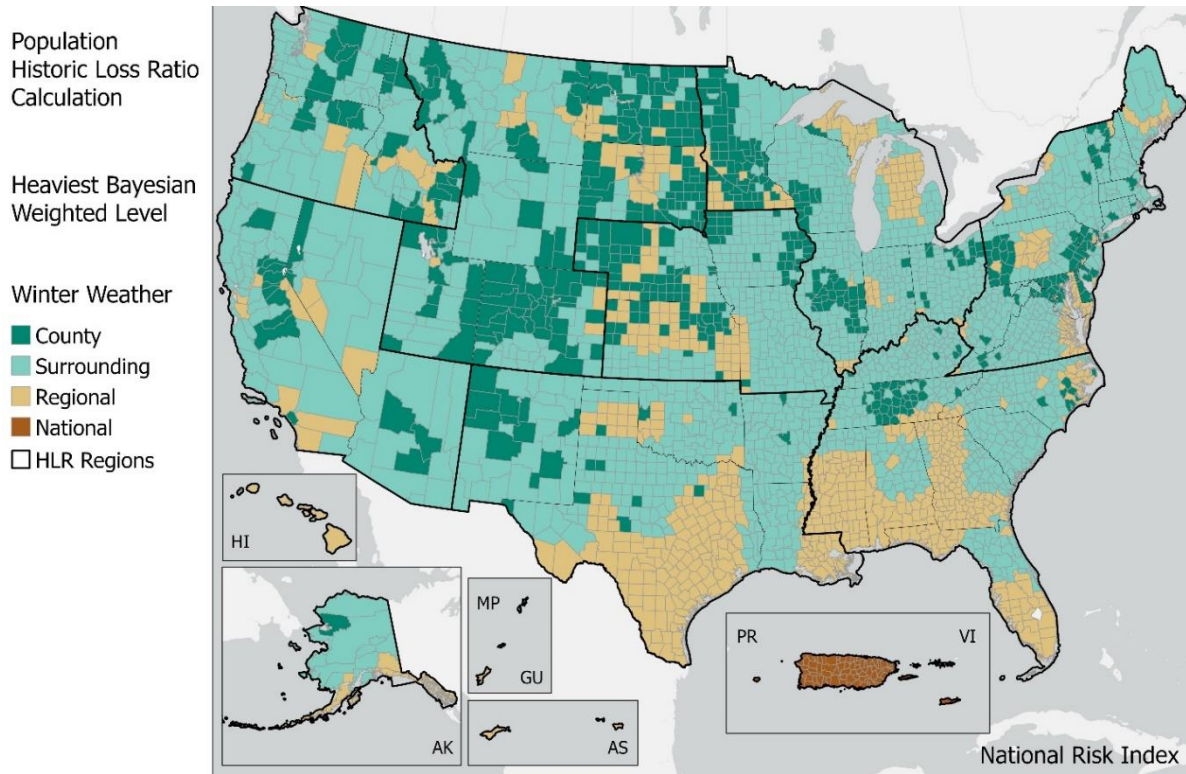 Population
Historic Loss Ratio
Calculation
Heaviest Bayesian
Weighted Level
Winter Weather
County
Surrounding
Regional
National
HLR Regions
HI
AK
MP
GU
AS
PR
VI
National Risk Index